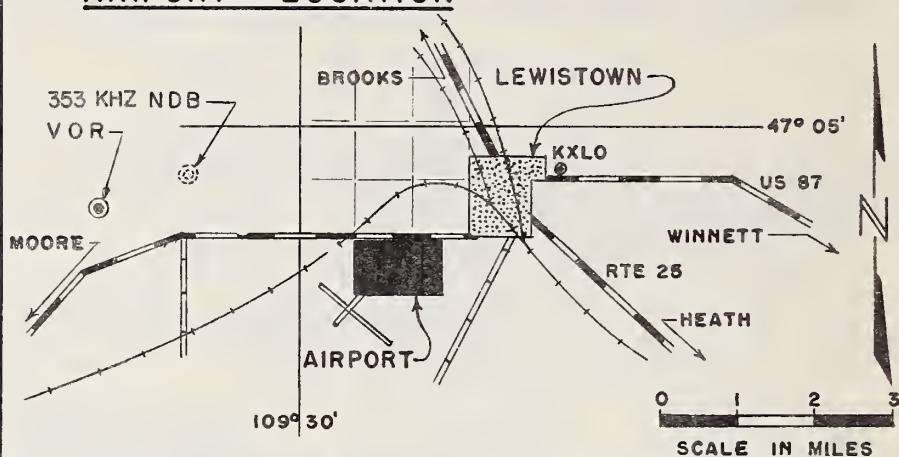 AIRPORT LOCATION
BROOKS
LEWISTOWN
353 KHZ NDB
VOR
47° 05'
KXLO
US 87
MOORE
WINNETT
RTE 25
HEATH
AIRPORT
N
109° 30'
0 1 2 3
SCALE IN MILES